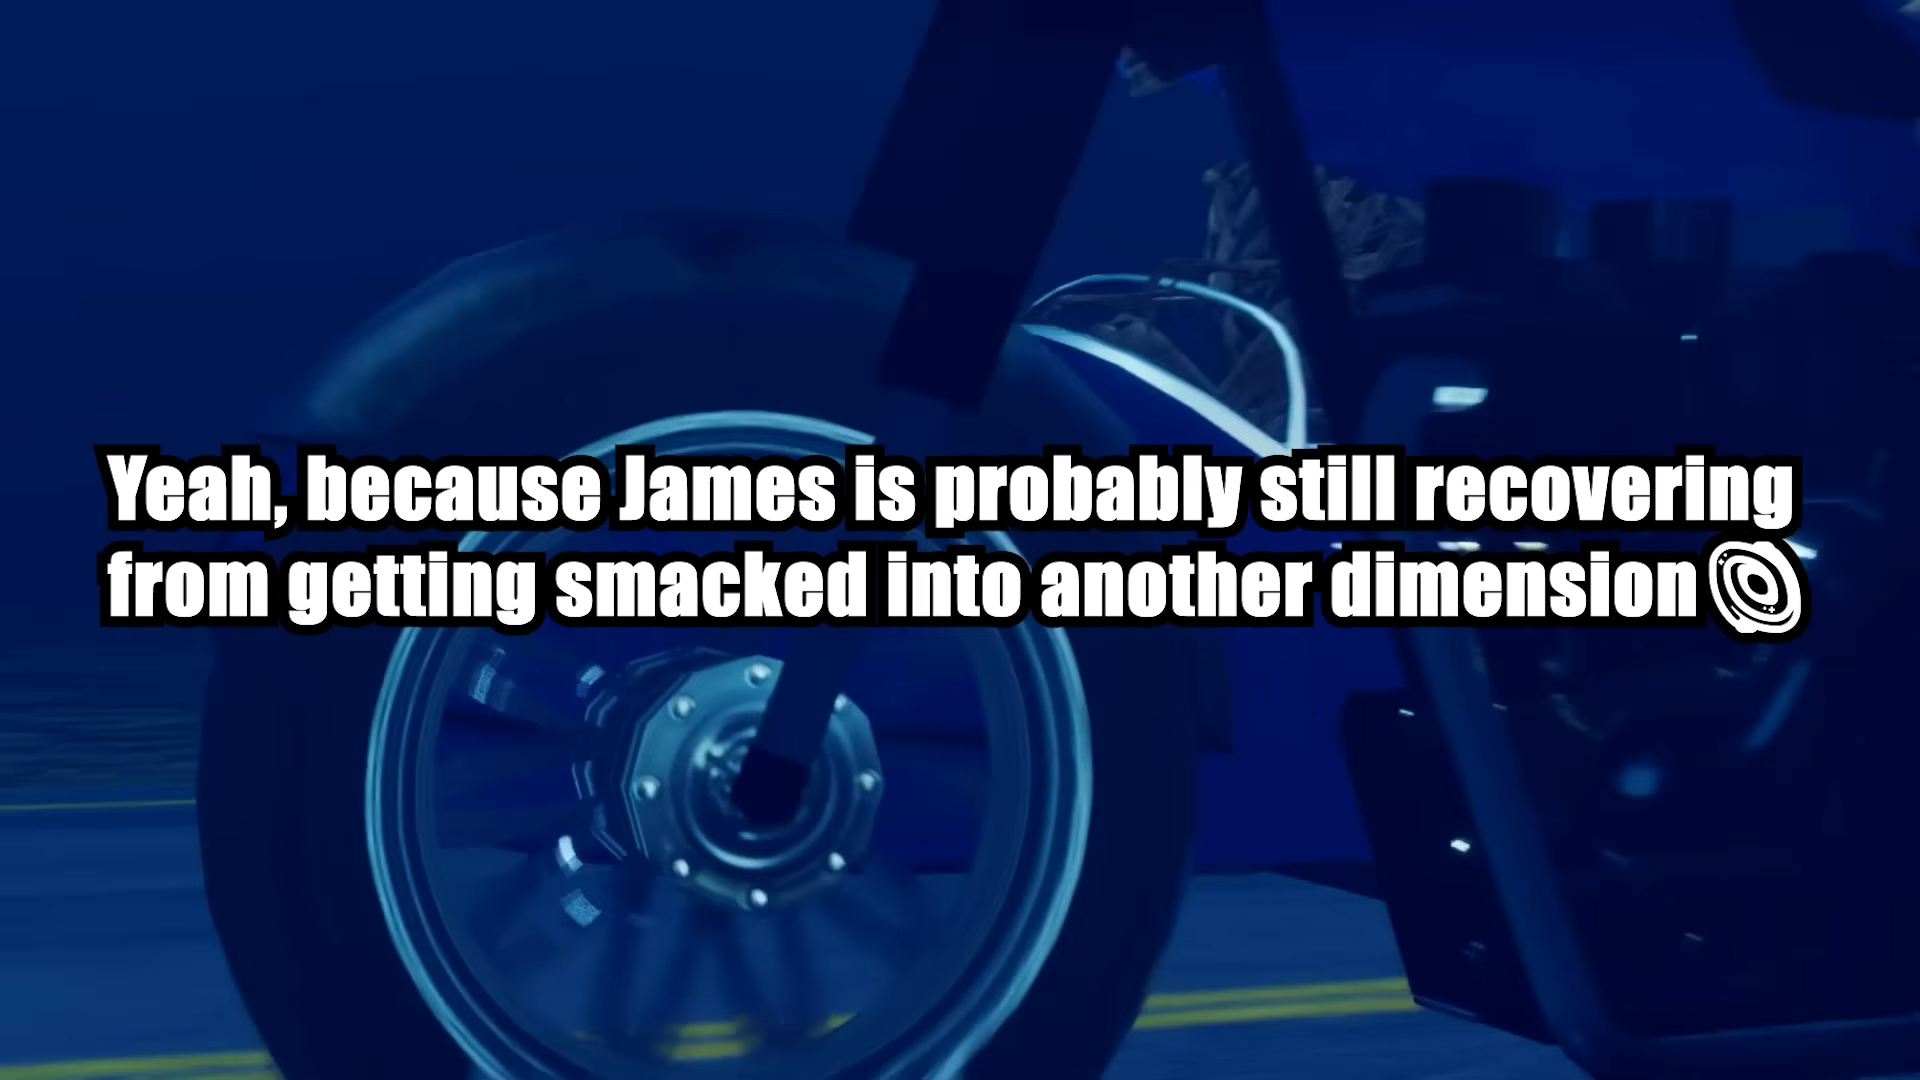 Yeah, because James is probably still recovering
from getting smacked into another dimension